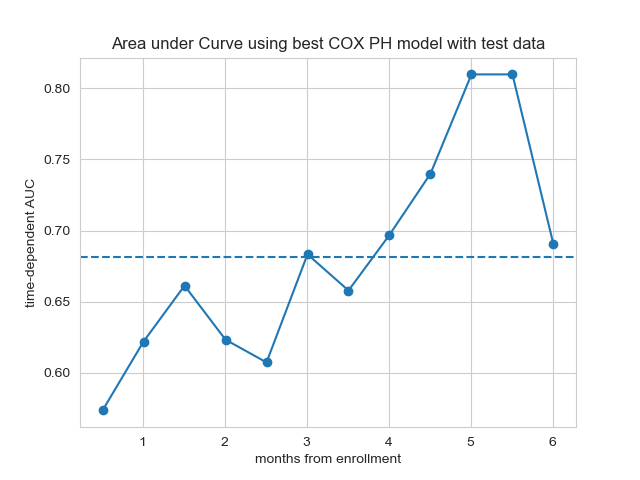 Area under Curve using best COX PH model with test data
time-dependent AUC
0.80
0.75
0.70
0.65
0.60
1 2 3 4 5 6
months from enrollment